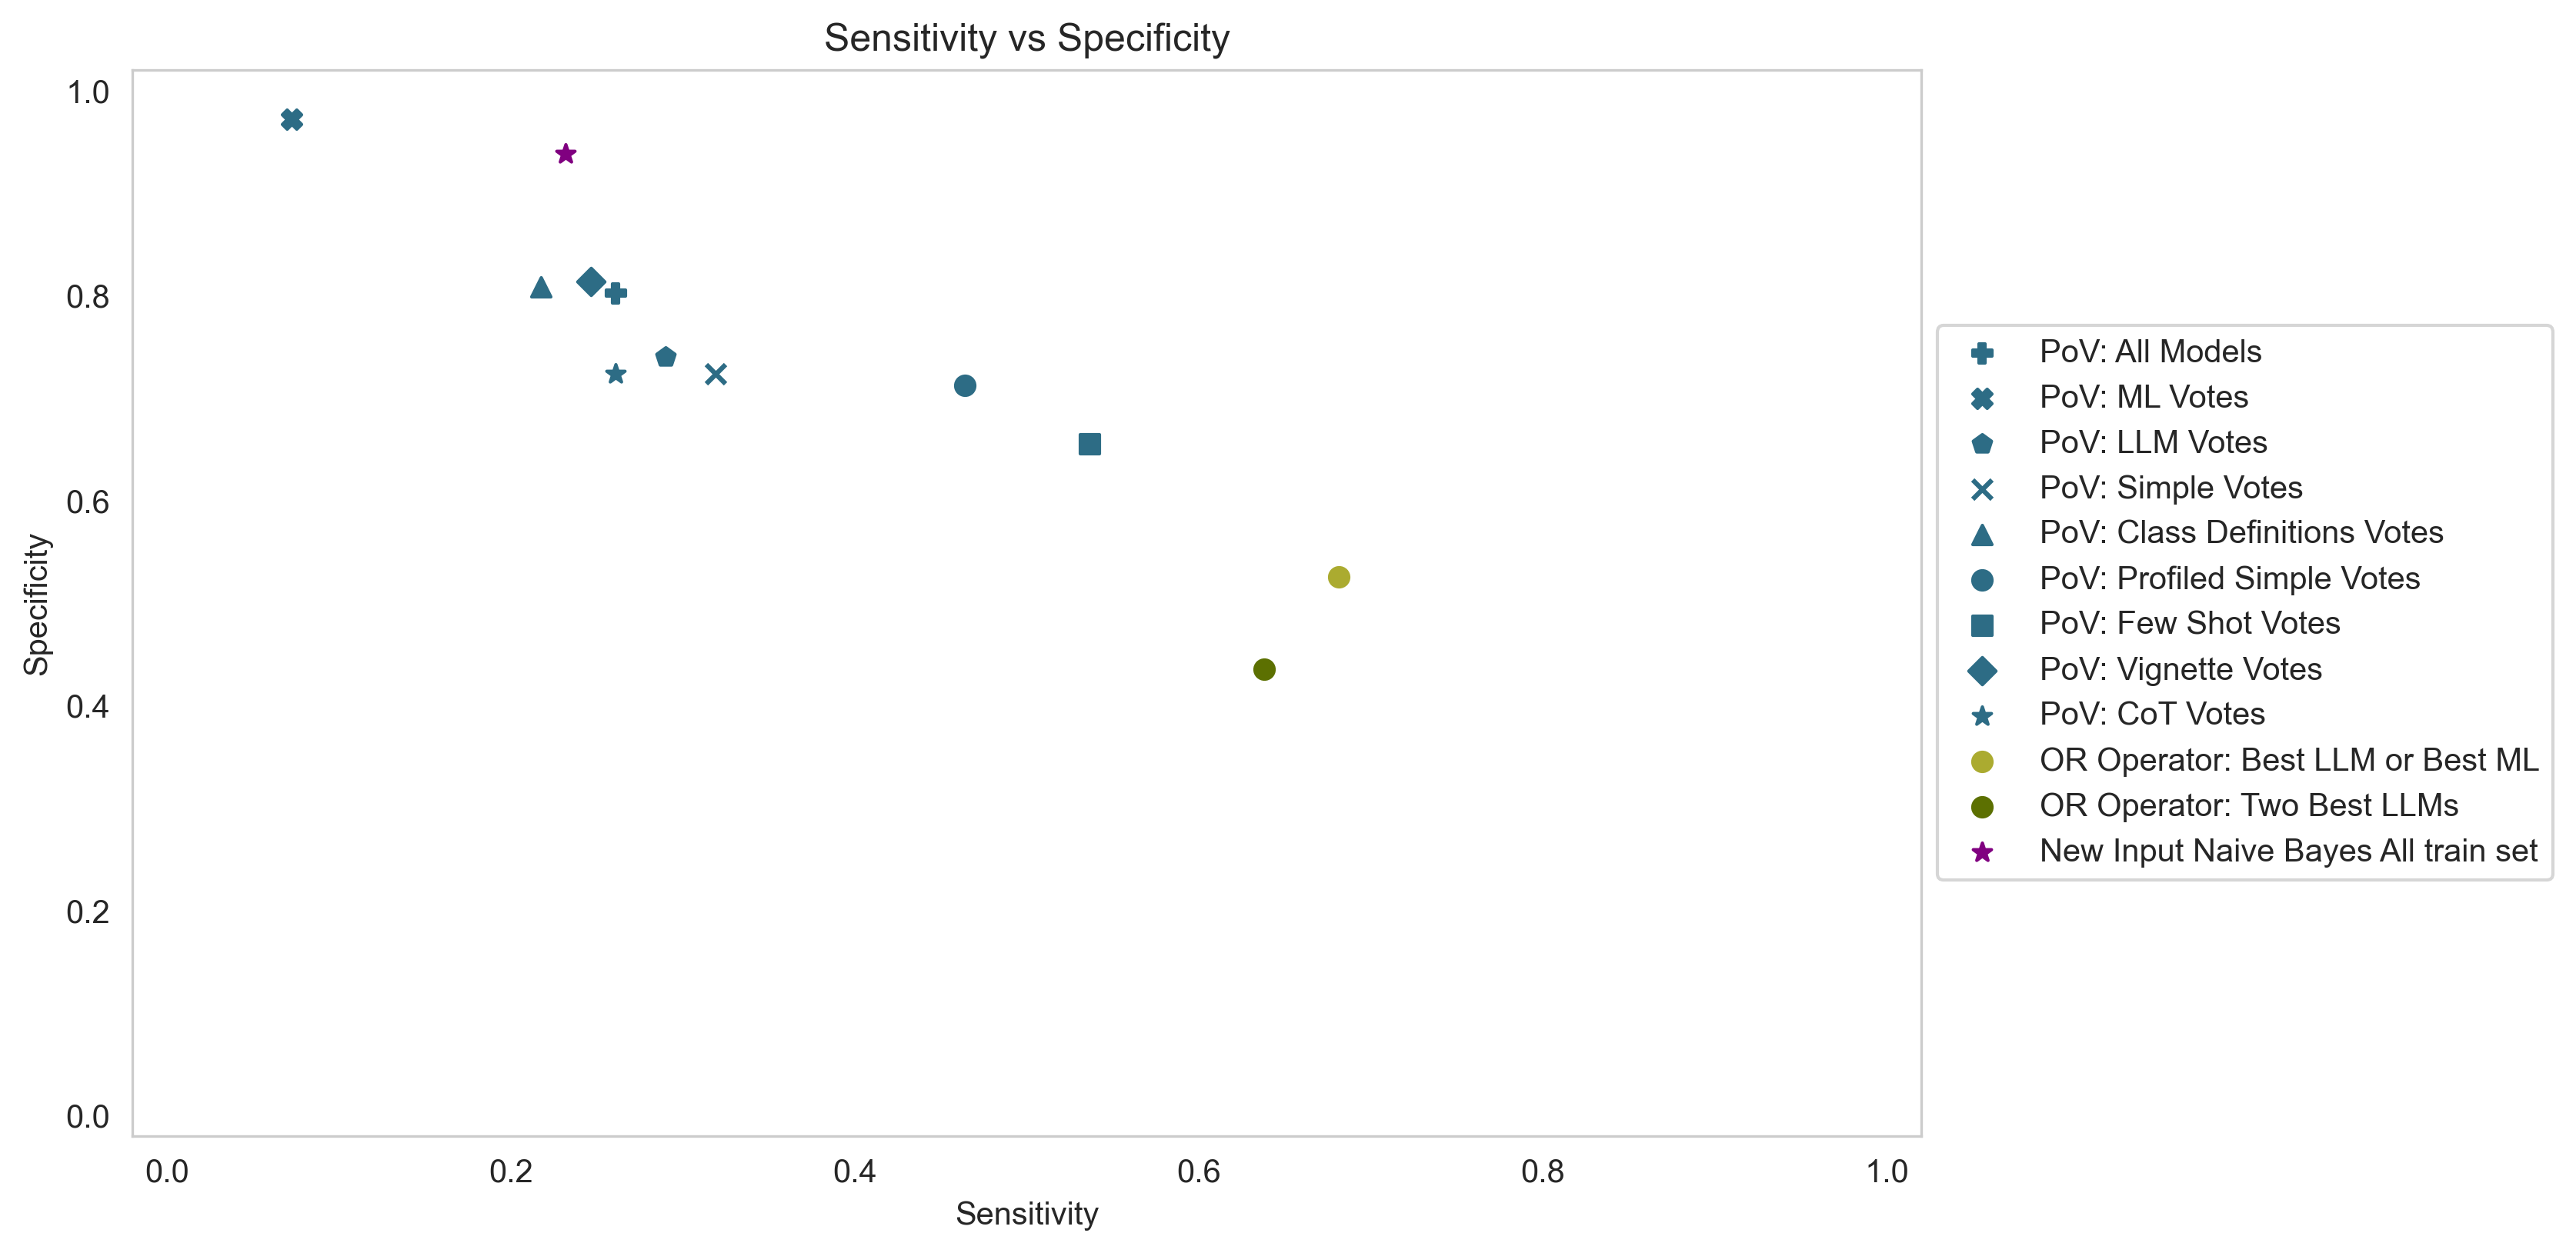 Sensitivity vs Specificity
1.0
0.8
0.6
0.4
0.2
0.0
Specificity
0.0
0.2
0.4
0.6
0.8
1.0
Sensitivity
PoV: All Models
PoV: ML Votes
PoV: LLM Votes
PoV: Simple Votes
PoV: Class Definitions Votes
PoV: Profiled Simple Votes
PoV: Few Shot Votes
PoV: Vignette Votes
PoV: CoT Votes
OR Operator: Best LLM or Best ML
OR Operator: Two Best LLMs
New Input Naive Bayes All train set